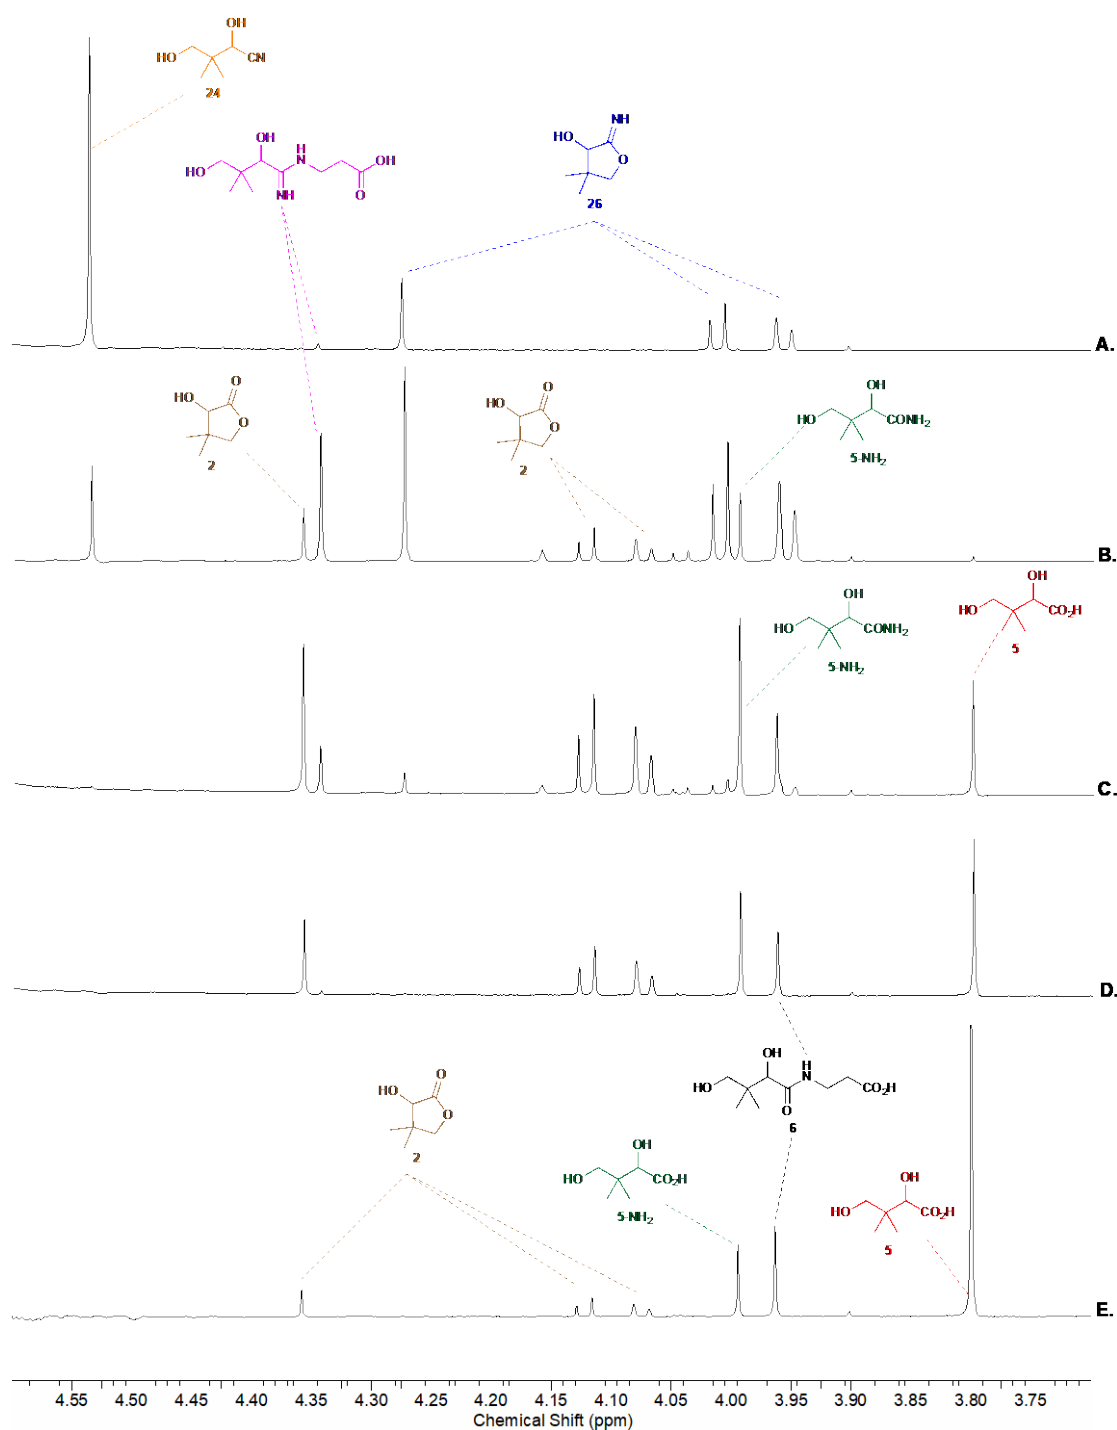 OH
HO
CN
24
OH
H
N
HO
OH
NH
O
NH
HO
O
26
A.
HO
O
O
2
HO
O
O
2
OH
HO
CONH₂
5-NH₂
B.
OH
HO
CONH₂
5-NH₂
OH
HO
CO₂H
5
C.
D.
OH
H
N
HO
CO₂H
O
6
HO
O
O
2
OH
HO
CO₂H
5-NH₂
OH
HO
CO₂H
5
E.
4.55 4.50 4.45 4.40 4.35 4.30 4.25 4.20 4.15 4.10 4.05 4.00 3.95 3.90 3.85 3.80 3.75
Chemical Shift (ppm)